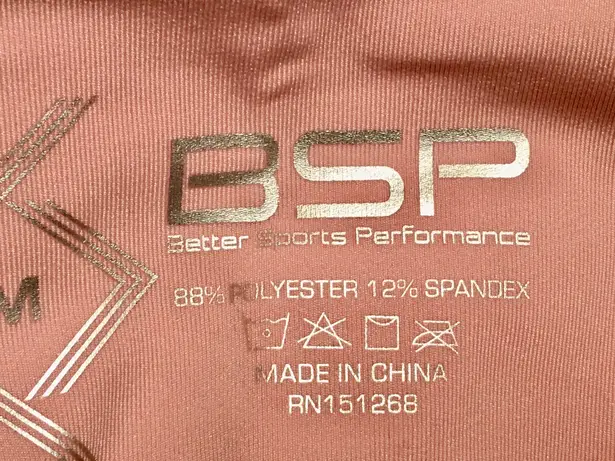 BSP
Better Sports Performance
M
88% POLYESTER 12% SPANDEX
MADE IN CHINA
RN151268